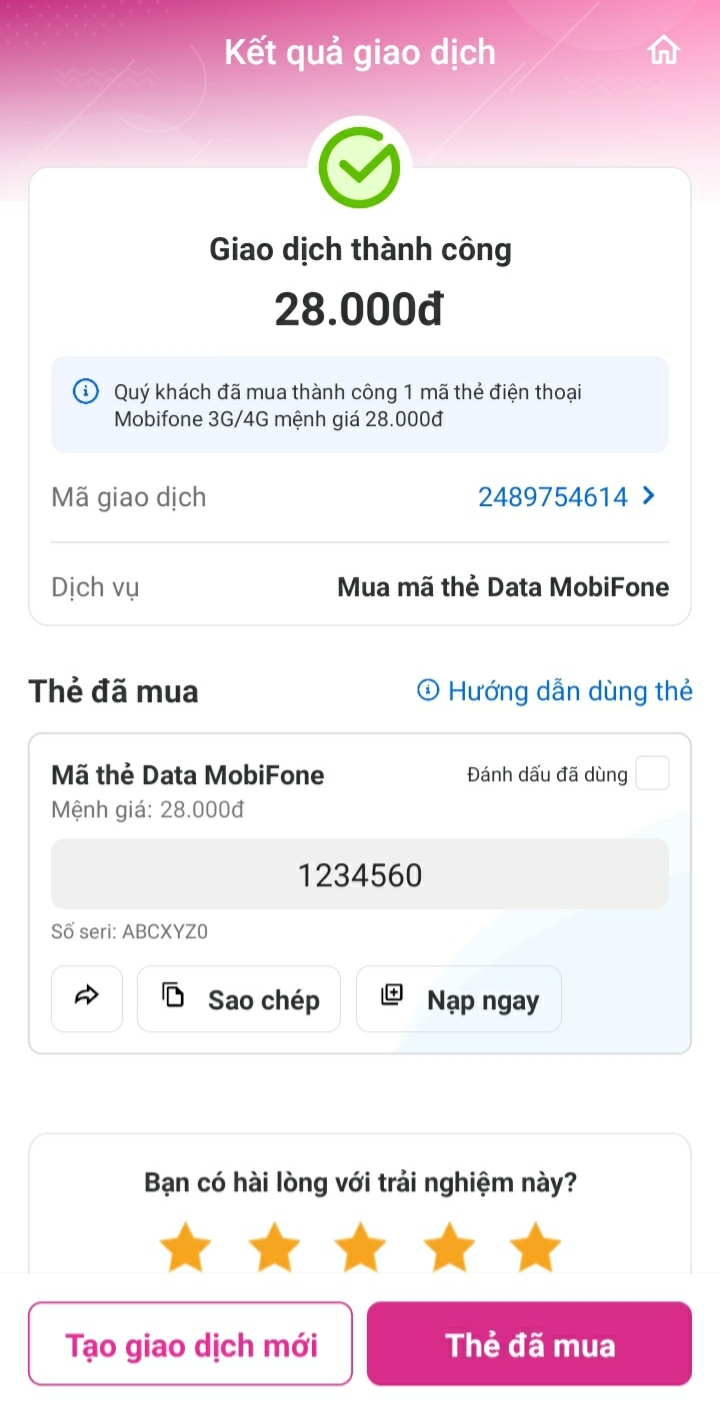 Kết quả giao dịch
Giao dịch thành công
28.000đ
Quý khách đã mua thành công 1 mã thẻ điện thoại
Mobifone 3G/4G mệnh giá 28.000đ
Mã giao dịch 2489754614
Dịch vụ Mua mã thẻ Data MobiFone
Thẻ đã mua Hướng dẫn dùng thẻ
Mã thẻ Data MobiFone Đánh dấu đã dùng
Mệnh giá: 28.000đ
1234560
Số seri: ABCXYZ0
Sao chép Nạp ngay
Bạn có hài lòng với trải nghiệm này?
Tạo giao dịch mới Thẻ đã mua